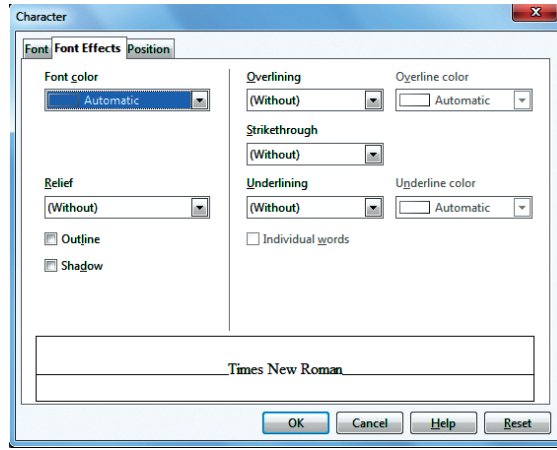 Character
Font Font Effects Position
Font color
Automatic
Relief
(Without)
Outline
Shadow
Overlining
(Without)
Overline color
Automatic
Strikethrough
(Without)
Underlining
(Without)
Underline color
Automatic
Individual words
Times New Roman
OK Cancel Help Reset